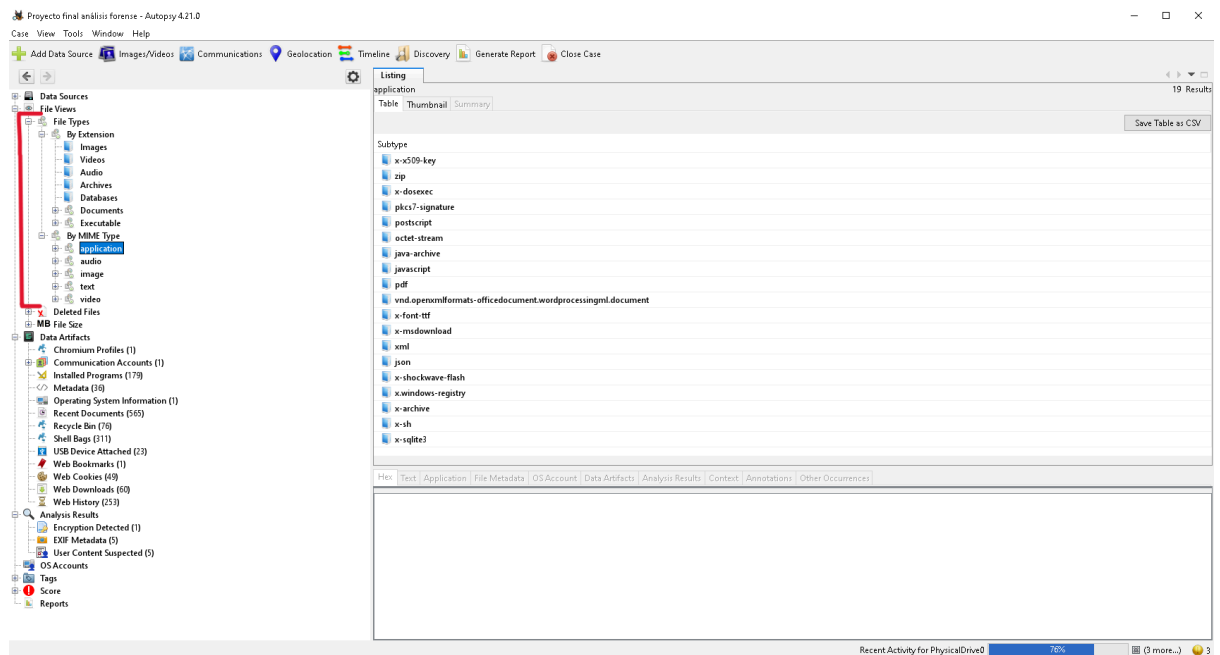 Proyecto final análisis forense - Autopsy 4.21.0
Case View Tools Window Help
Add Data Source Images/Videos Communications Geolocation Timeline Discovery Generate Report Close Case
Data Sources
File Views
File Types
By Extension
Images
Videos
Audio
Archives
Databases
Documents
Executable
By MIME Type
application
audio
image
text
video
Deleted Files
MB File Size
Data Artifacts
Chromium Profiles (1)
Communication Accounts (1)
Installed Programs (179)
Metadata (36)
Operating System Information (1)
Recent Documents (565)
Recycle Bin (76)
Shell Bags (311)
USB Device Attached (23)
Web Bookmarks (1)
Web Cookies (49)
Web Downloads (60)
Web History (253)
Analysis Results
Encryption Detected (1)
EXIF Metadata (5)
User Content Suspected (5)
OS Accounts
Tags
Score
Reports
Listing
application 19 Results
Table Thumbnail Summary
Save Table as CSV
Subtype
x-x509-key
zip
x-dosexec
pkcs7-signature
postscript
octet-stream
java-archive
javascript
pdf
vnd.openxmlformats-officedocument.wordprocessingml.document
x-font-ttf
x-msdownload
xml
json
x-shockwave-flash
x.windows-registry
x-archive
x-sh
x-sqlite3
Hex Text Application File Metadata OS Account Data Artifacts Analysis Results Context Annotations Other Occurrences
Recent Activity for PhysicalDrive0 76% (3 more...) 3